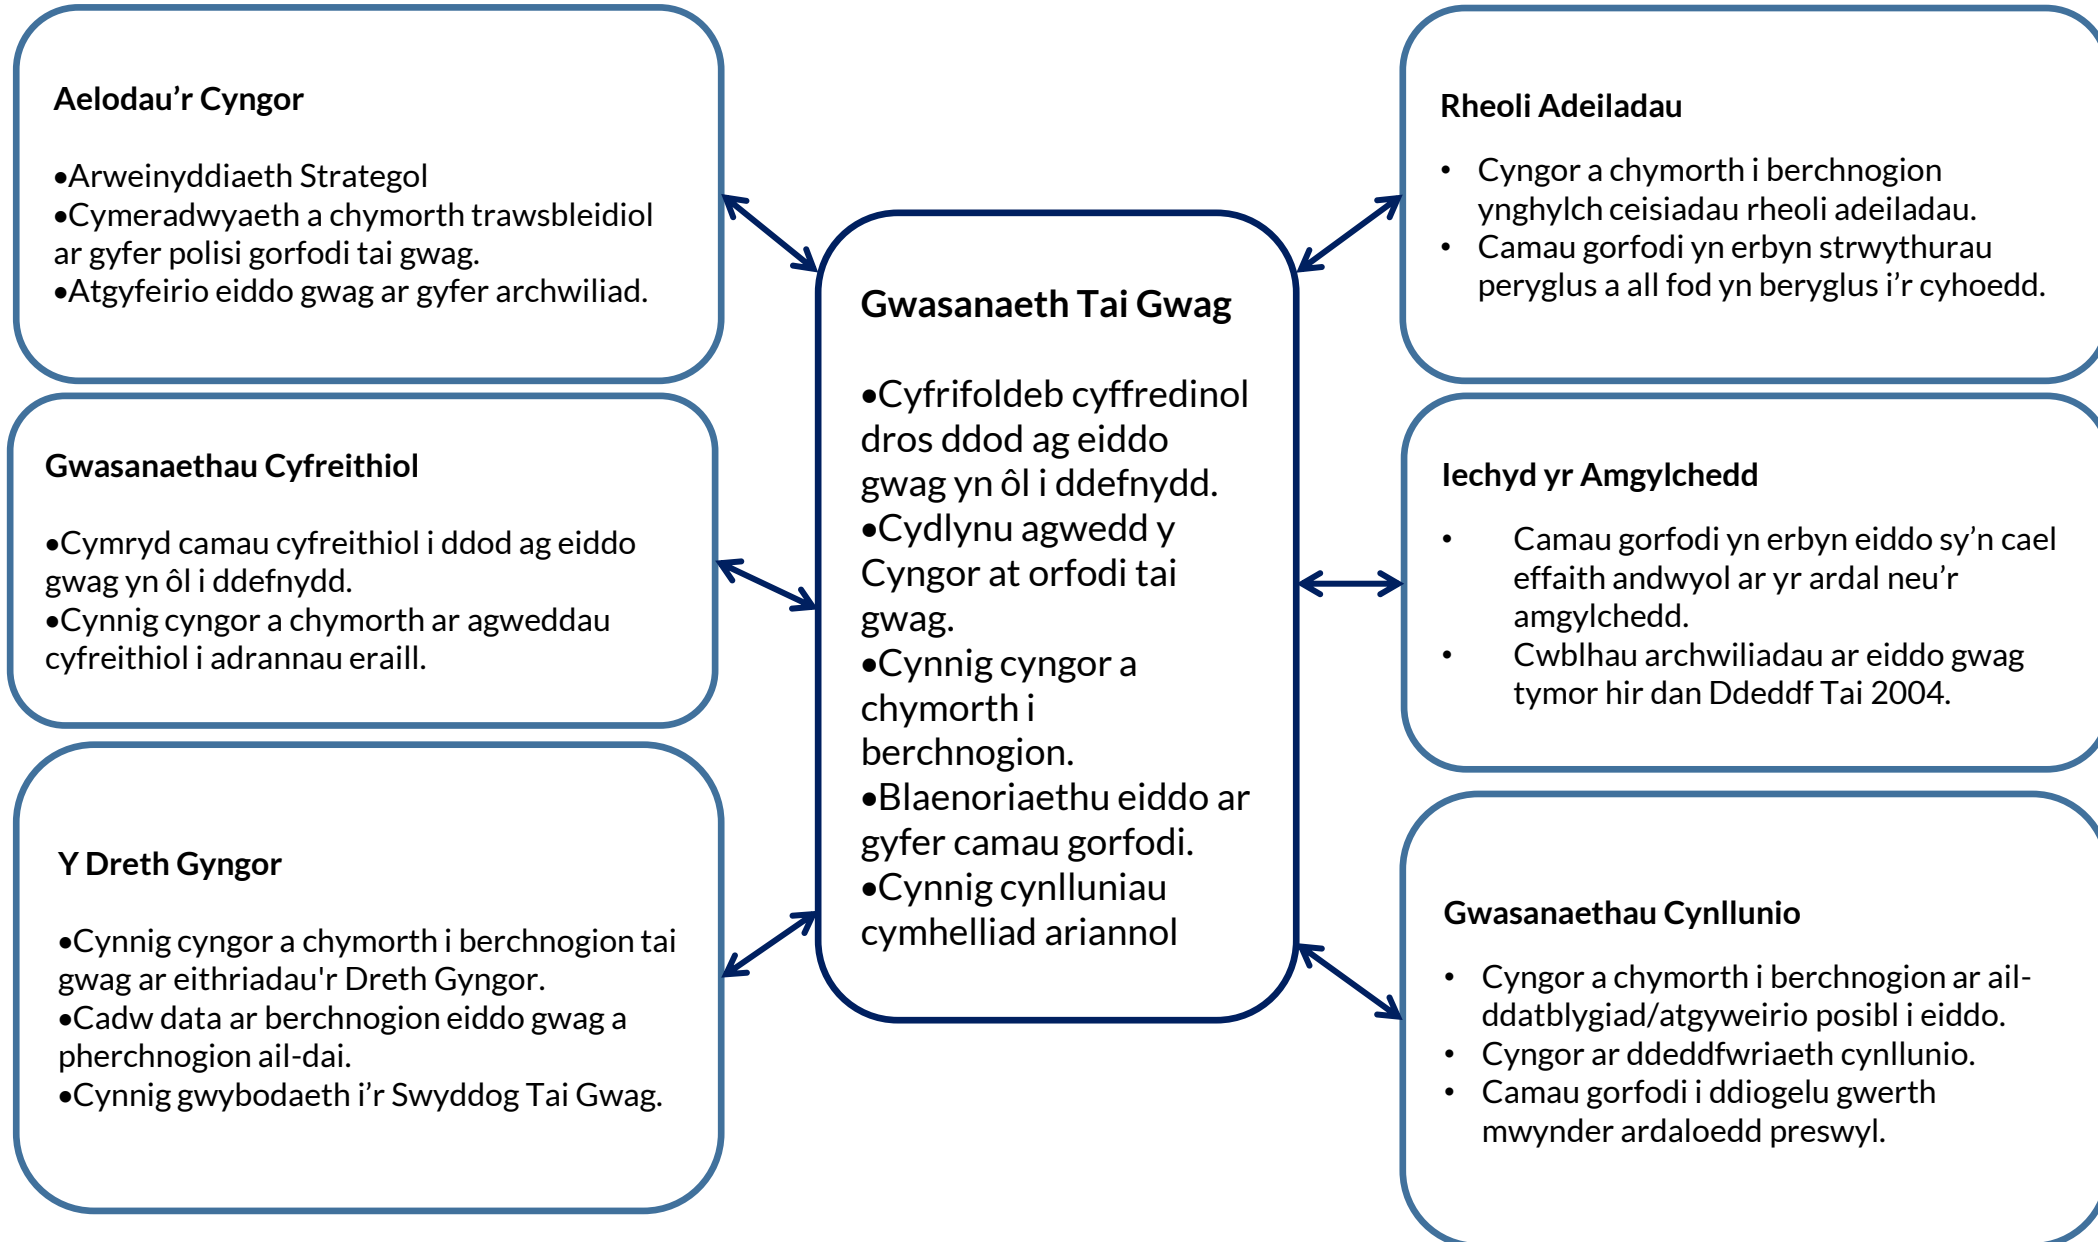 Aelodau’r Cyngor
•Arweinyddiaeth Strategol
•Cymeradwyaeth a chymorth trawsbleidiol
ar gyfer polisi gorfodi tai gwag.
•Atgyfeirio eiddo gwag ar gyfer archwiliad.
Gwasanaethau Cyfreithiol
•Cymryd camau cyfreithiol i ddod ag eiddo
gwag yn ôl i ddefnydd.
•Cynnig cyngor a chymorth ar agweddau
cyfreithiol i adrannau eraill.
Y Dreth Gyngor
•Cynnig cyngor a chymorth i berchnogion tai
gwag ar eithriadau'r Dreth Gyngor.
•Cadw data ar berchnogion eiddo gwag a
pherchnogion ail-dai.
•Cynnig gwybodaeth i’r Swyddog Tai Gwag.
Gwasanaeth Tai Gwag
•Cyfrifoldeb cyffredinol
dros ddod ag eiddo
gwag yn ôl i ddefnydd.
•Cydlynu agwedd y
Cyngor at orfodi tai
gwag.
•Cynnig cyngor a
chymorth i
berchnogion.
•Blaenoriaethu eiddo ar
gyfer camau gorfodi.
•Cynnig cynlluniau
cymhelliad ariannol
Rheoli Adeiladau
• Cyngor a chymorth i berchnogion
ynghylch ceisiadau rheoli adeiladau.
• Camau gorfodi yn erbyn strwythurau
peryglus a all fod yn beryglus i’r cyhoedd.
Iechyd yr Amgylchedd
• Camau gorfodi yn erbyn eiddo sy’n cael
effaith andwyol ar yr ardal neu’r
amgylchedd.
• Cwblhau archwiliadau ar eiddo gwag
tymor hir dan Ddeddf Tai 2004.
Gwasanaethau Cynllunio
• Cyngor a chymorth i berchnogion ar ail-
ddatblygiad/atgyweirio posibl i eiddo.
• Cyngor ar ddeddfwriaeth cynllunio.
• Camau gorfodi i ddiogelu gwerth
mwynder ardaloedd preswyl.